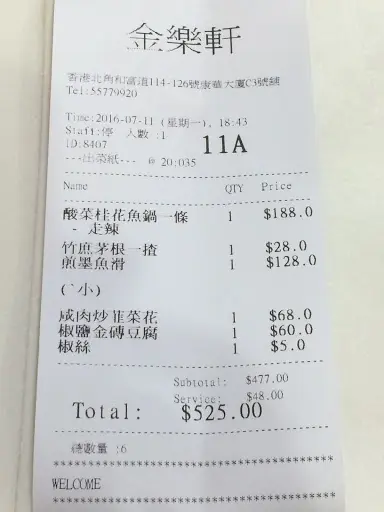 金樂軒
香港北角和富道114-126號康華大廈C3號舖
Tel:55779920
Time:2016-07-11 (星期一), 18:43
Staff:停 人數 :1
ID:8407 11A
---出菜紙--- @ 20:035
Name QTY Price
酸菜桂花魚鍋一條 1 $188.0
- 走辣
竹庶茅根一揸 1 $28.0
煎墨魚滑 1 $128.0
(`小)
咸肉炒韮菜花 1 $68.0
椒鹽金磚豆腐 1 $60.0
椒絲 1 $5.0
Subtotal: $477.00
Service: $48.00
Total: $525.00
總數量 :6
WELCOME